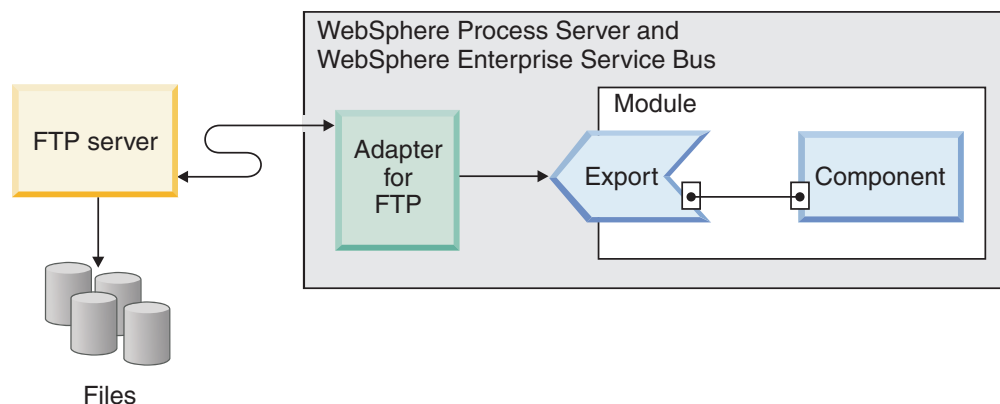 WebSphere Process Server and
WebSphere Enterprise Service Bus
Module
FTP server
Adapter
for
FTP
Export
Component
Files